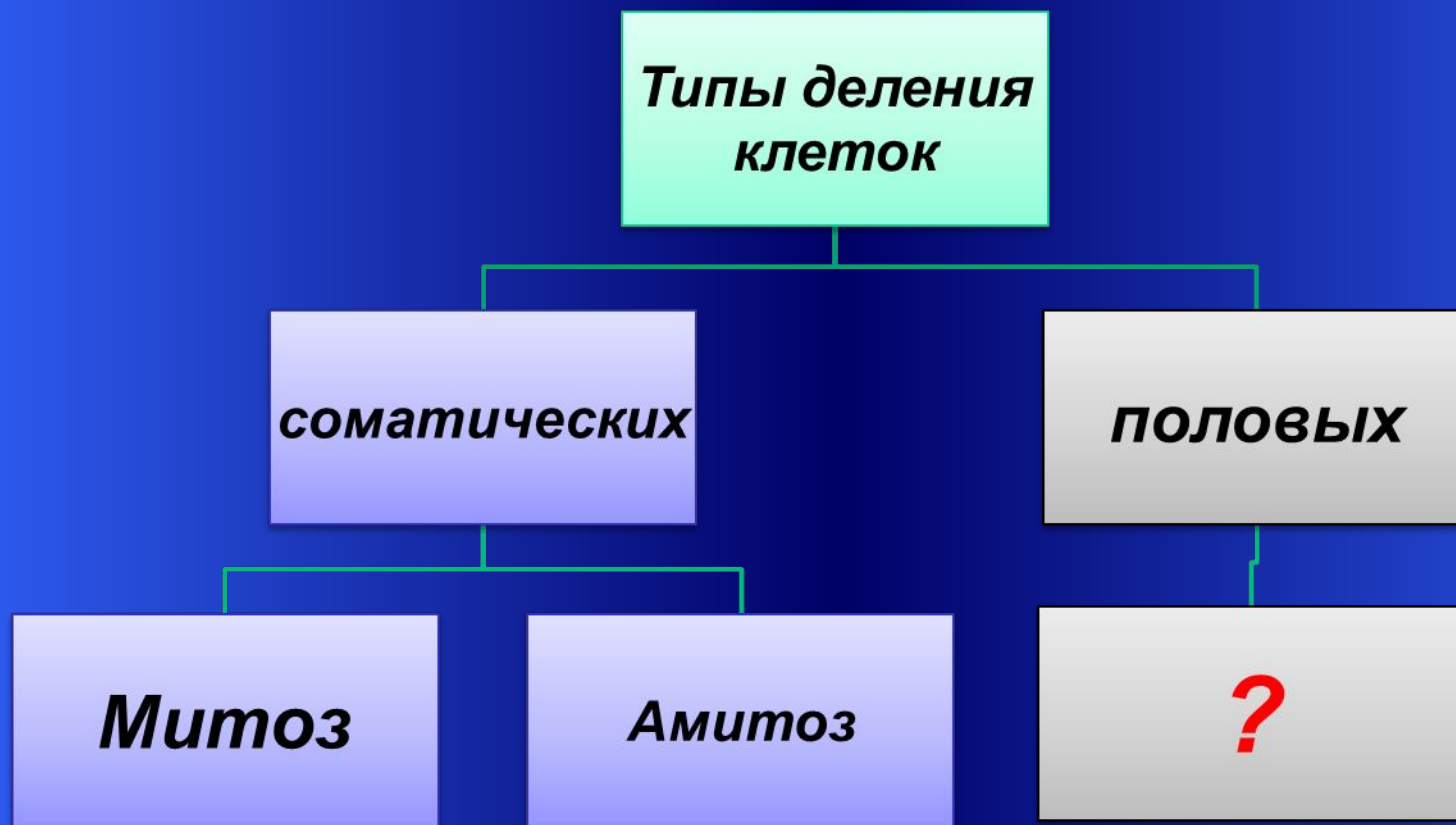 Типы деления
клеток
соматических
половых
Митоз
Амитоз
?